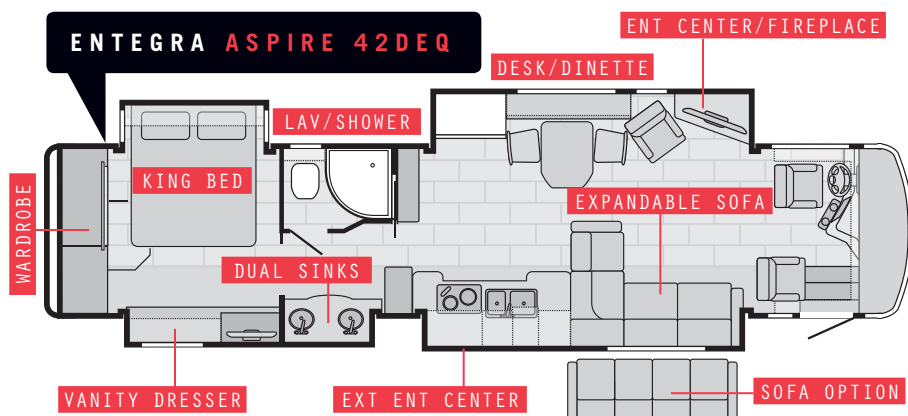 ENTEGRA ASPIRE 42DEQ
ENT CENTER/FIREPLACE
DESK/DINETTE
LAV/SHOWER
KING BED
EXPANDABLE SOFA
WARDROBE
DUAL SINKS
VANITY DRESSER
EXT ENT CENTER
SOFA OPTION